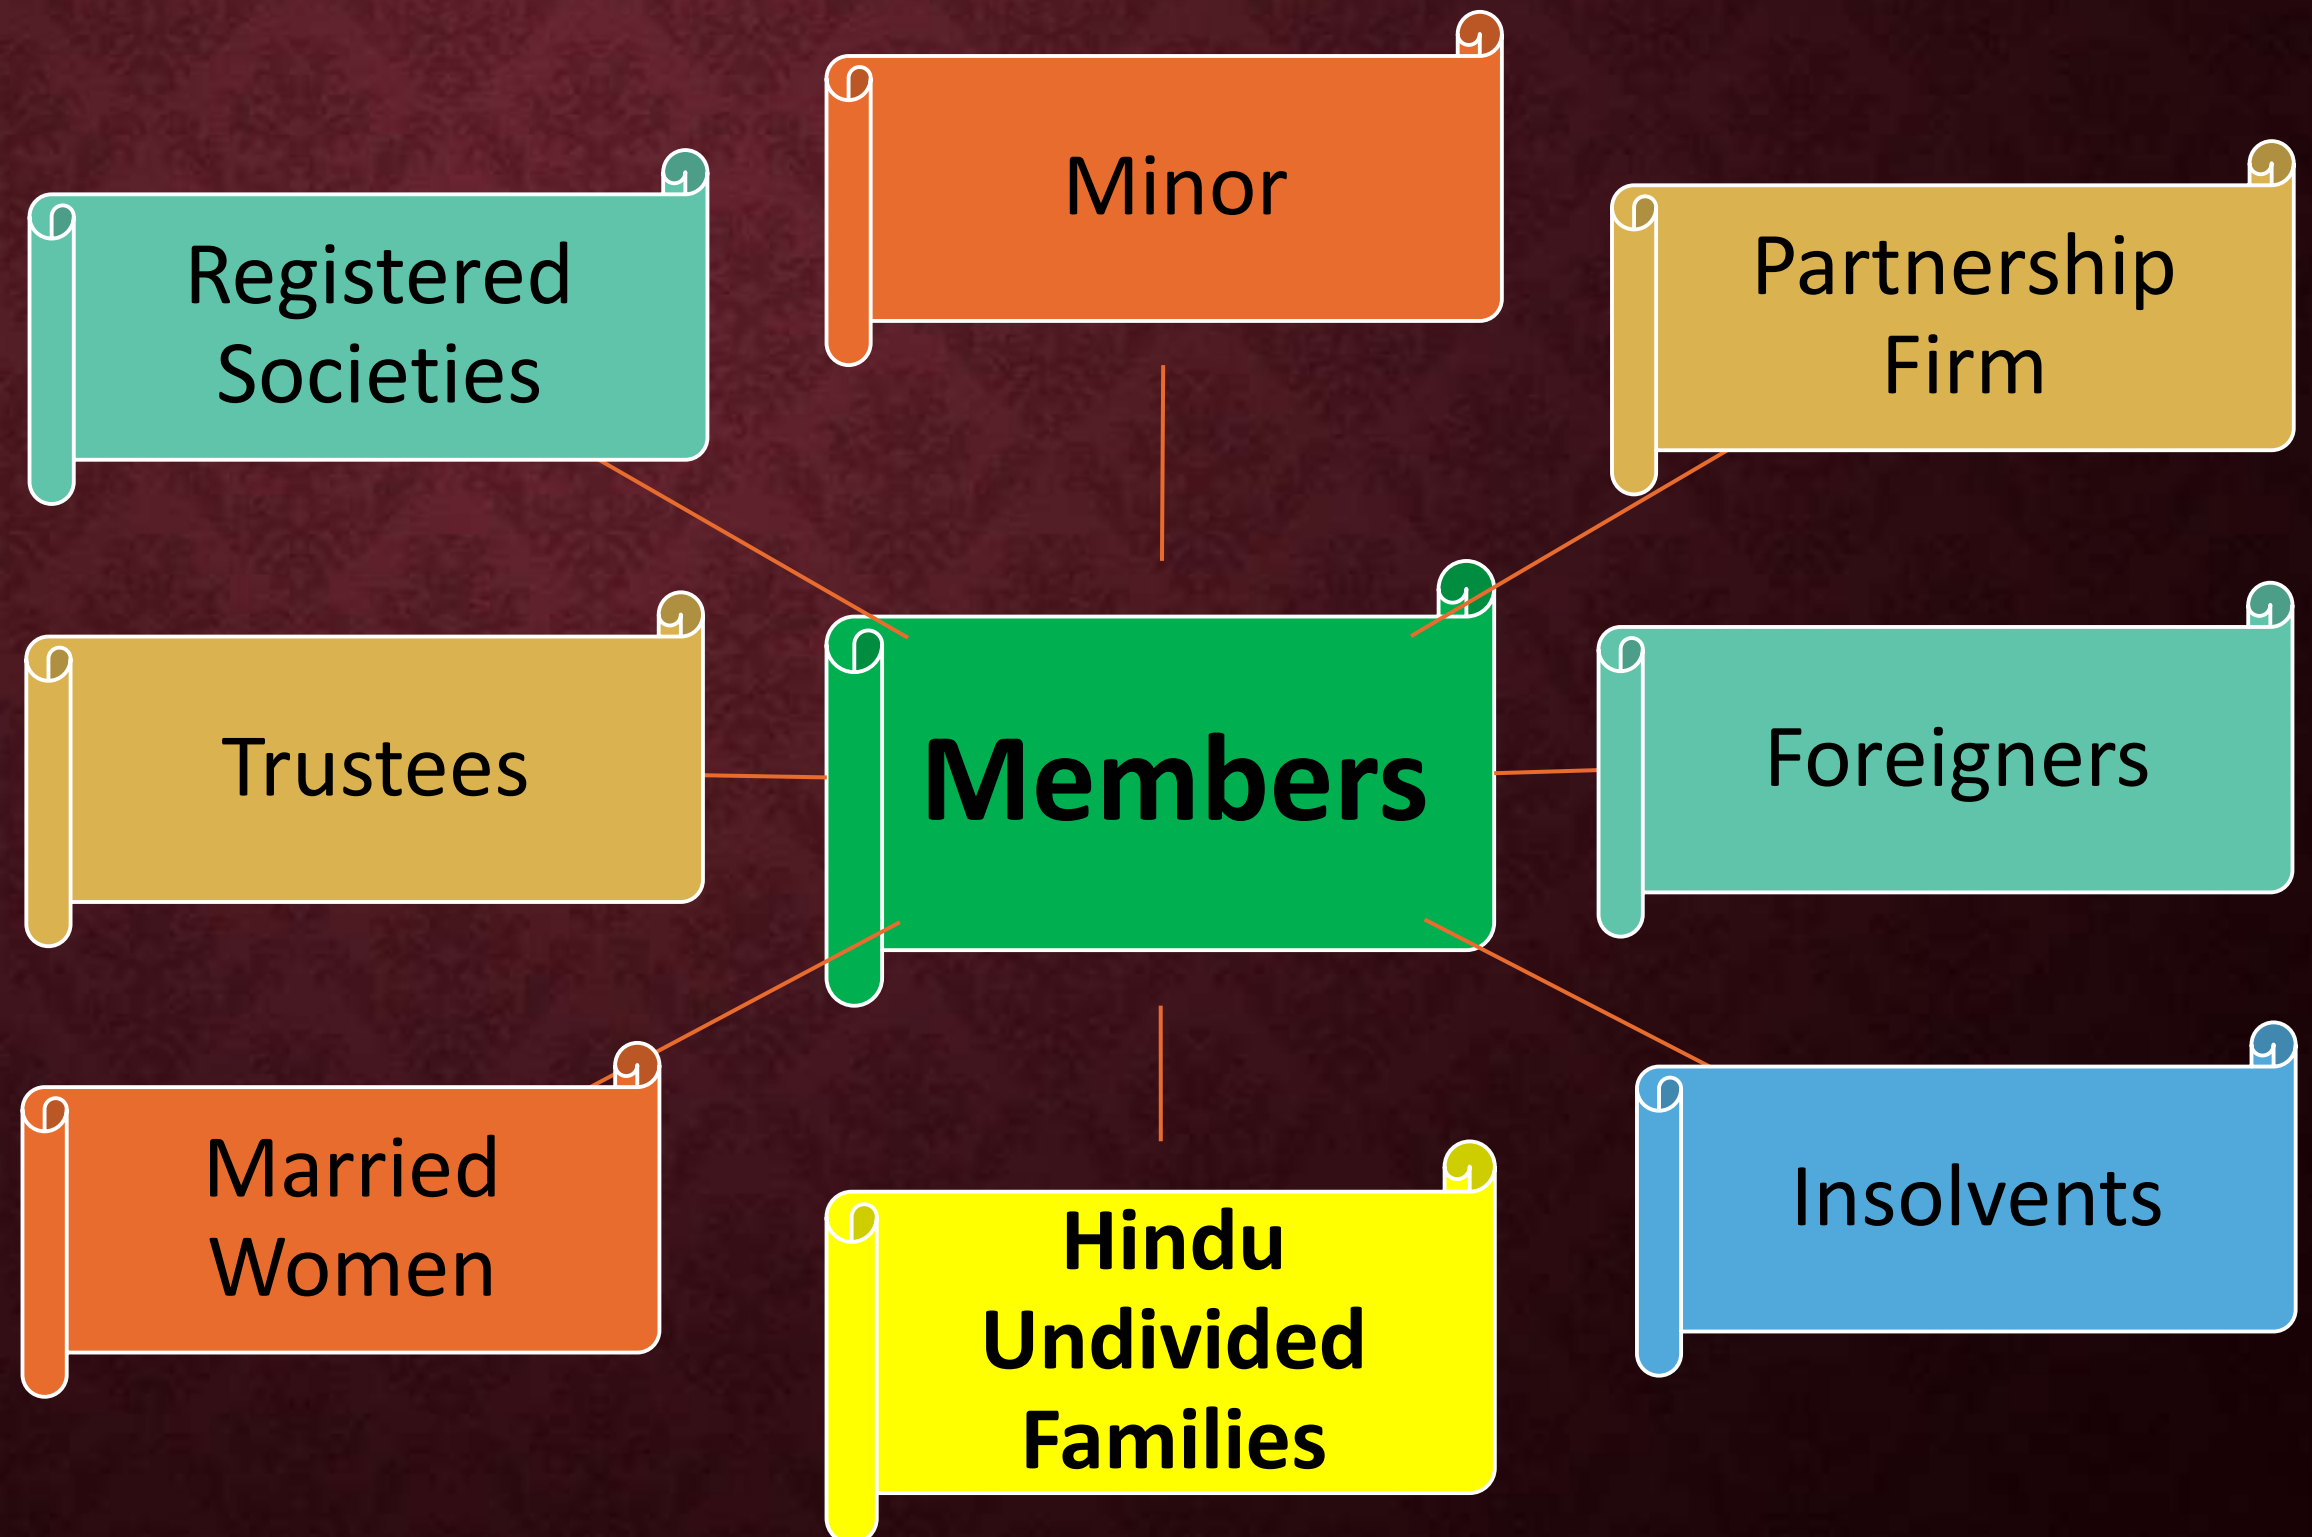 Minor
Registered
Societies
Partnership
Firm
Trustees
Members
Foreigners
Married
Women
Hindu
Undivided
Families
Insolvents